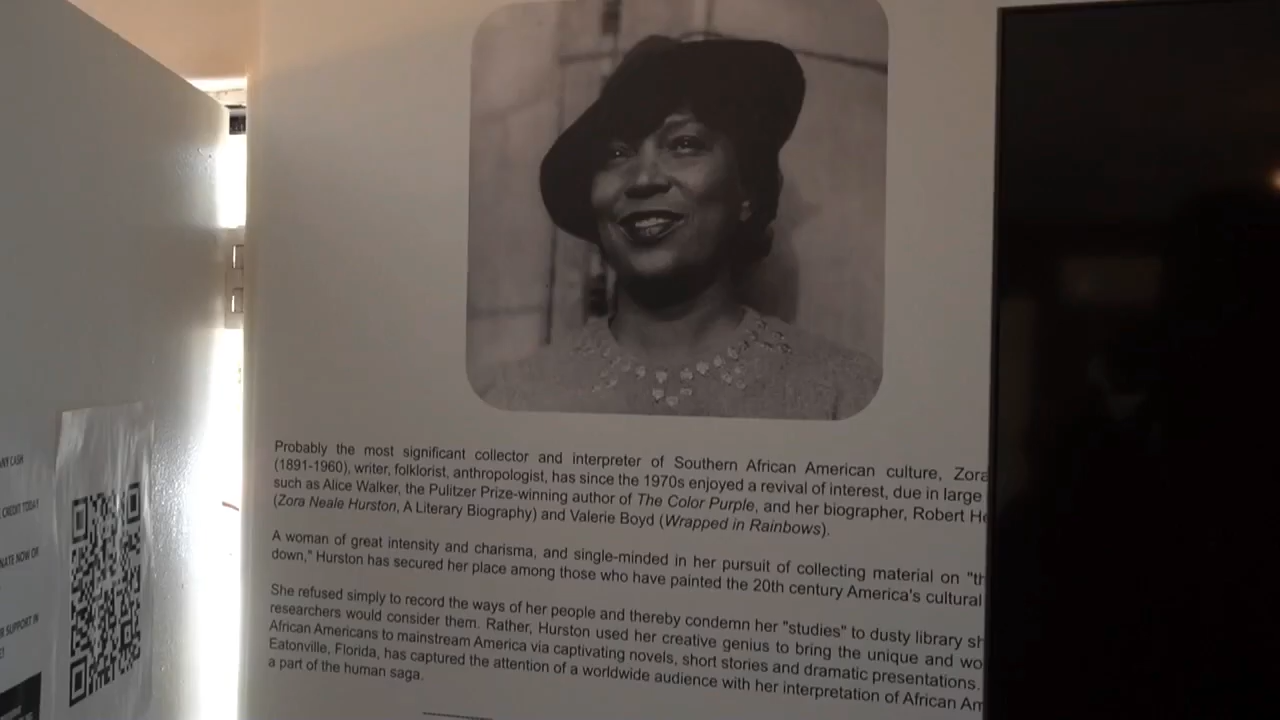 NNY CASH
CREDIT TODAY
NATE NOW OR
SUPPORT IN
Probably the most significant collector and interpreter of Southern African American culture, Zora
(1891-1960), writer, folklorist, anthropologist, has since the 1970s enjoyed a revival of interest, due in large
such as Alice Walker, the Pulitzer Prize-winning author of The Color Purple, and her biographer, Robert He
(Zora Neale Hurston, A Literary Biography) and Valerie Boyd (Wrapped in Rainbows).
A woman of great intensity and charisma, and single-minded in her pursuit of collecting material on "th
down," Hurston has secured her place among those who have painted the 20th century America's cultural
She refused simply to record the ways of her people and thereby condemn her "studies" to dusty library sh
researchers would consider them. Rather, Hurston used her creative genius to bring the unique and wo
African Americans to mainstream America via captivating novels, short stories and dramatic presentations.
Eatonville, Florida, has captured the attention of a worldwide audience with her interpretation of African Am
a part of the human saga.